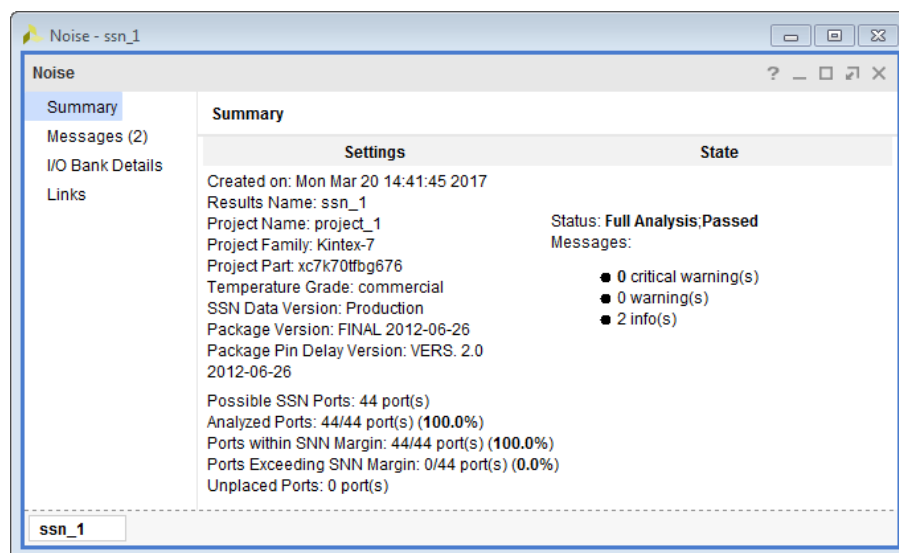 Noise - ssn_1
Noise
?
Summary
Messages (2)
I/O Bank Details
Links
Summary
Settings
State
Created on: Mon Mar 20 14:41:45 2017
Results Name: ssn_1
Project Name: project_1
Project Family: Kintex-7
Project Part: xc7k70tfbg676
Temperature Grade: commercial
SSN Data Version: Production
Package Version: FINAL 2012-06-26
Package Pin Delay Version: VERS. 2.0
2012-06-26
Possible SSN Ports: 44 port(s)
Analyzed Ports: 44/44 port(s) (100.0%)
Ports within SNN Margin: 44/44 port(s) (100.0%)
Ports Exceeding SNN Margin: 0/44 port(s) (0.0%)
Unplaced Ports: 0 port(s)
Status: Full Analysis;Passed
Messages:
0 critical warning(s)
0 warning(s)
2 info(s)
ssn_1